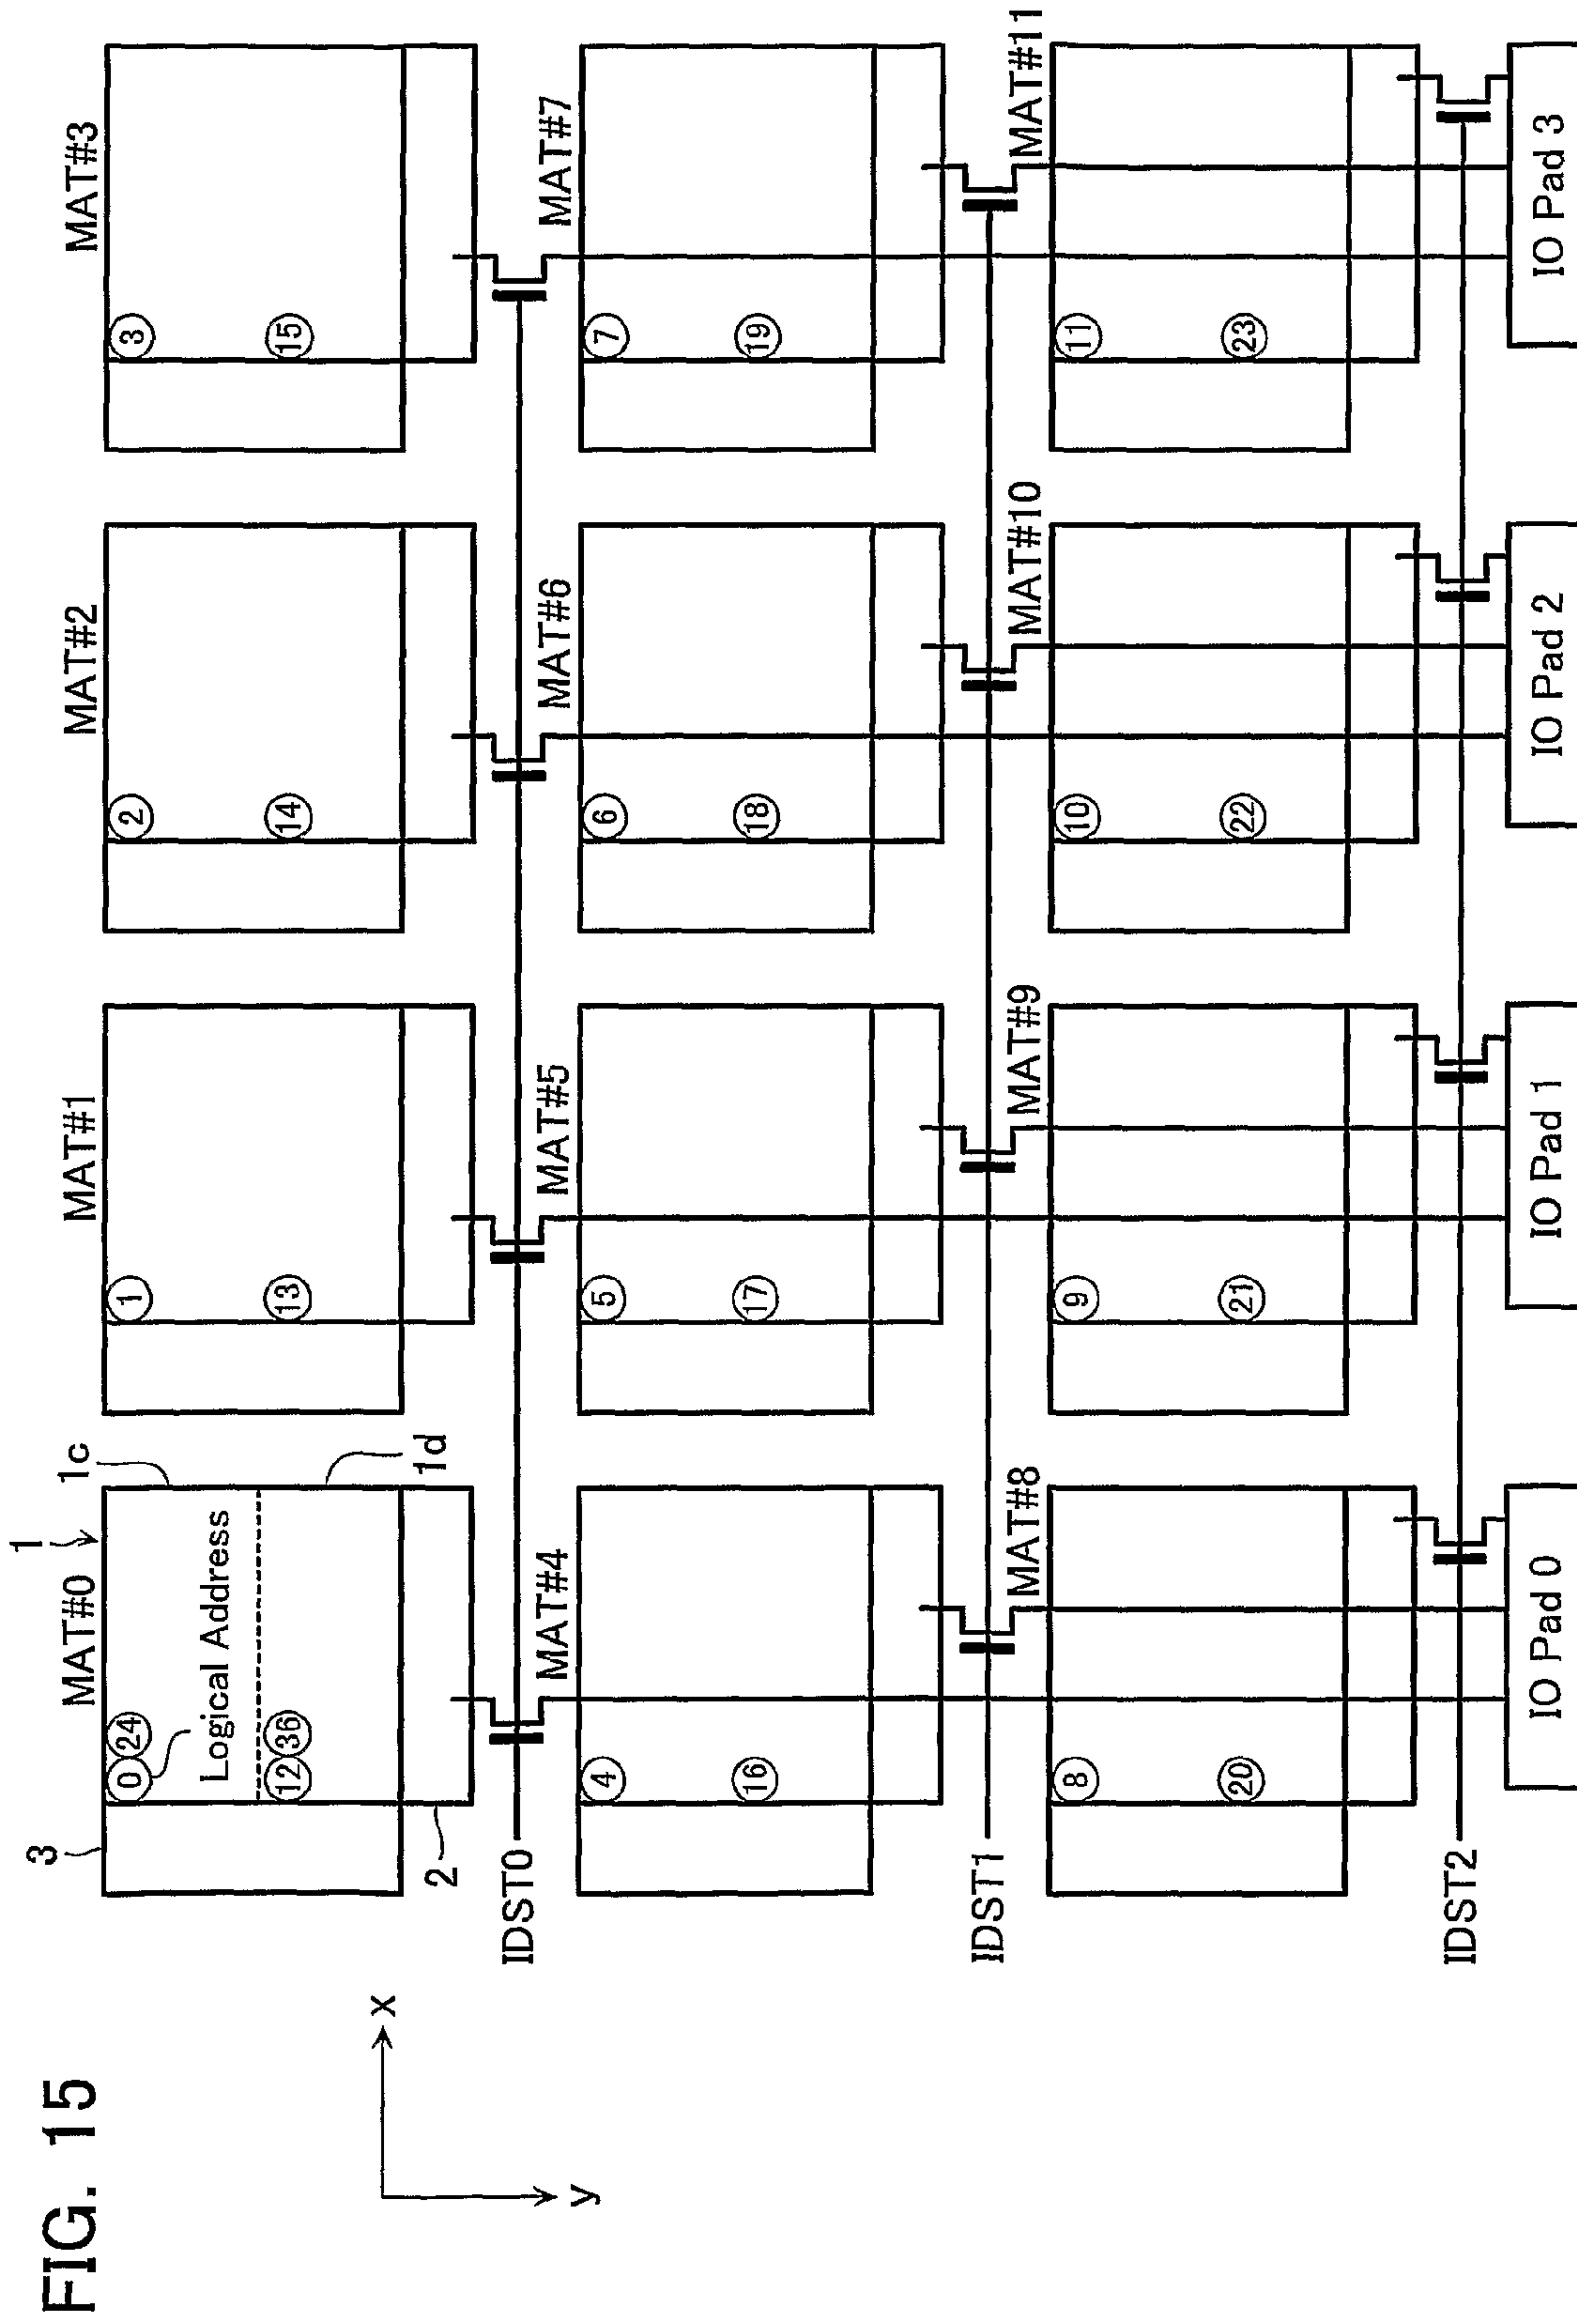 FIG. 15
x
y
1
MAT#0
MAT#1
MAT#2
MAT#3
3
1c
0 24
1
2
3
Logical Address
12 36
13
14
15
1d
2
IDST0
MAT#4
MAT#5
MAT#6
MAT#7
4
5
6
7
16
17
18
19
IDST1
MAT#8
MAT#9
MAT#10
MAT#11
8
9
10
11
20
21
22
23
IDST2
IO Pad 0
IO Pad 1
IO Pad 2
IO Pad 3